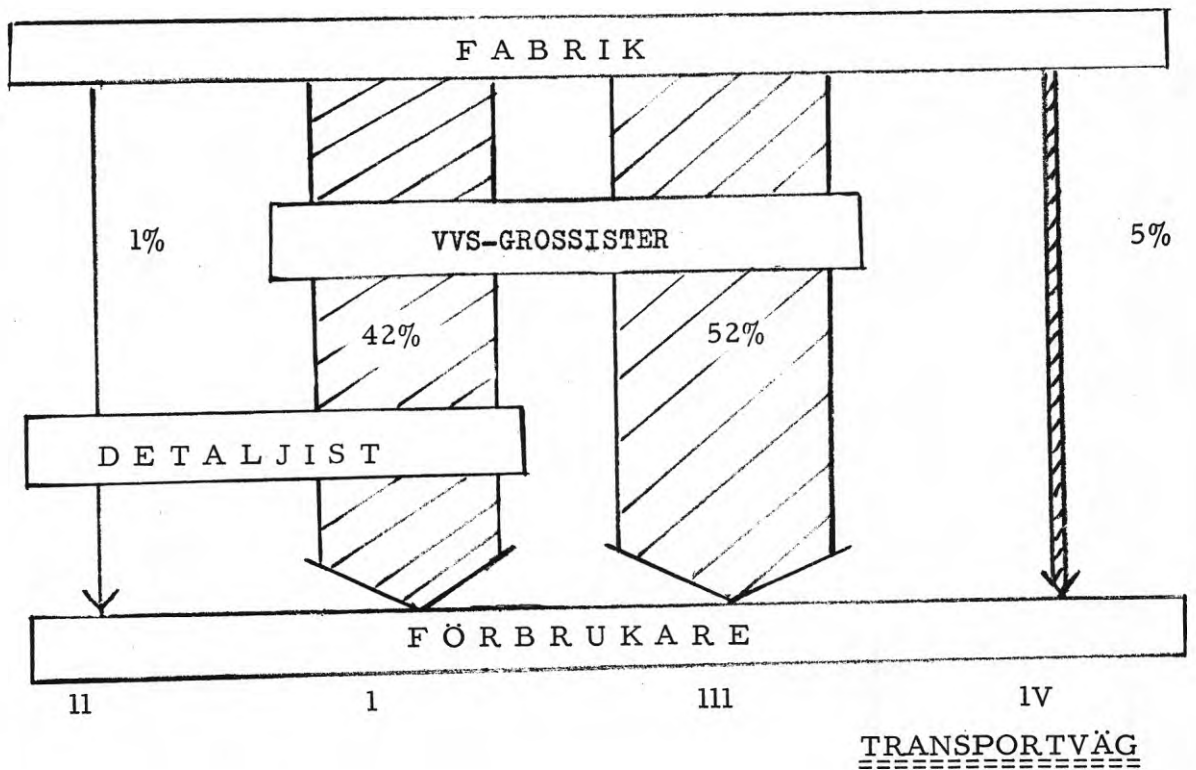 FABRIK
1%
VVS-GROSSISTER
5%
42%
52%
DETALJIST
FÖRBRUKARE
11 1 111 1V
TRANSPORTVÄG